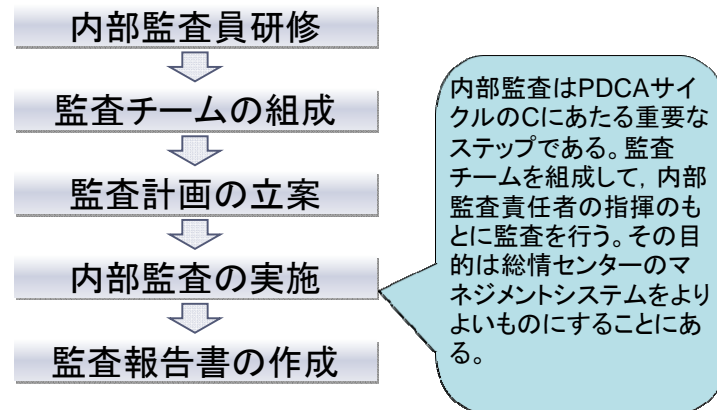 内部監査員研修
監査チームの組成
監査計画の立案
内部監査の実施
監査報告書の作成
内部監査はPDCAサイ
クルのCにあたる重要な
ステップである。監査
チームを組成して，内部
監査責任者の指揮のも
とに監査を行う。その目
的は総情センターのマ
ネジメントシステムをより
よいものにすることにあ
る。